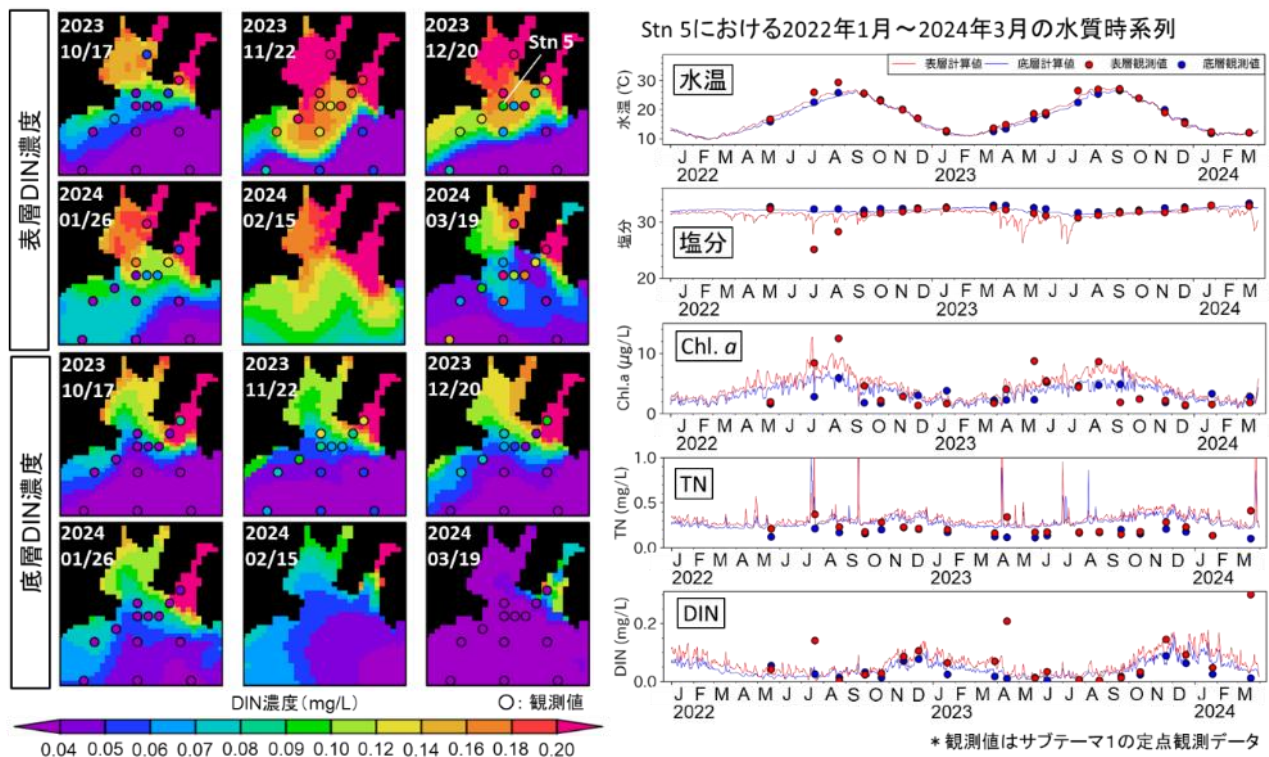 表層DIN濃度
2023
10/17
2023
11/22
2023
12/20
Stn 5
2024
01/26
2024
02/15
2024
03/19
底層DIN濃度
2023
10/17
2023
11/22
2023
12/20
2024
01/26
2024
02/15
2024
03/19
DIN濃度(mg/L)
○: 観測値
0.04 0.05 0.06 0.07 0.08 0.09 0.10 0.12 0.14 0.16 0.18 0.20
Stn 5における2022年1月～2024年3月の水質時系列
水温
表層計算値 底層計算値 表層観測値 底層観測値
水温 (℃)
30
20
10
J F M A M J J A S O N D J F M A M J J A S O N D J F M
2022 2023 2024
塩分
塩分
30
20
J F M A M J J A S O N D J F M A M J J A S O N D J F M
2022 2023 2024
Chl. a
Chl.a (μg/L)
10
0
J F M A M J J A S O N D J F M A M J J A S O N D J F M
2022 2023 2024
TN
TN (mg/L)
1.0
0.5
0.0
J F M A M J J A S O N D J F M A M J J A S O N D J F M
2022 2023 2024
DIN
DIN (mg/L)
0.2
0.0
J F M A M J J A S O N D J F M A M J J A S O N D J F M
2022 2023 2024
＊観測値はサブテーマ1の定点観測データ